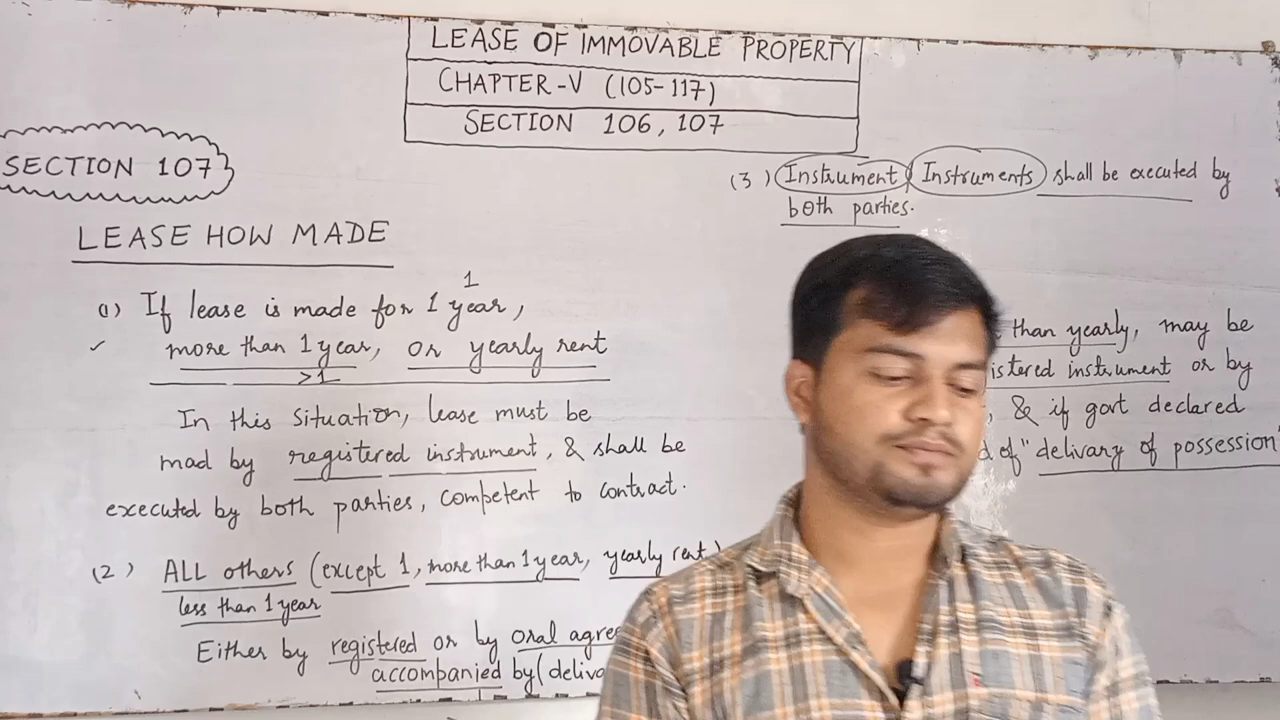 LEASE OF IMMOVABLE PROPERTY
CHAPTER-V (105-117)
SECTION 106, 107
SECTION 107
LEASE HOW MADE
(1) If lease is made for 1 year,
1
✓ more than 1 year, or yearly rent
>1
In this situation, lease must be
mad by registered instrument, & shall be
executed by both parties, competent to contract.
(2) ALL others (except 1, more than 1 year, yearly rent)
less than 1 year
Either by registered or by oral
accompanied by (
(3) Instrument / Instruments shall be executed by
both parties.
than yearly, may be
instrument or by
, & if govt declared
of "delivary of possession"